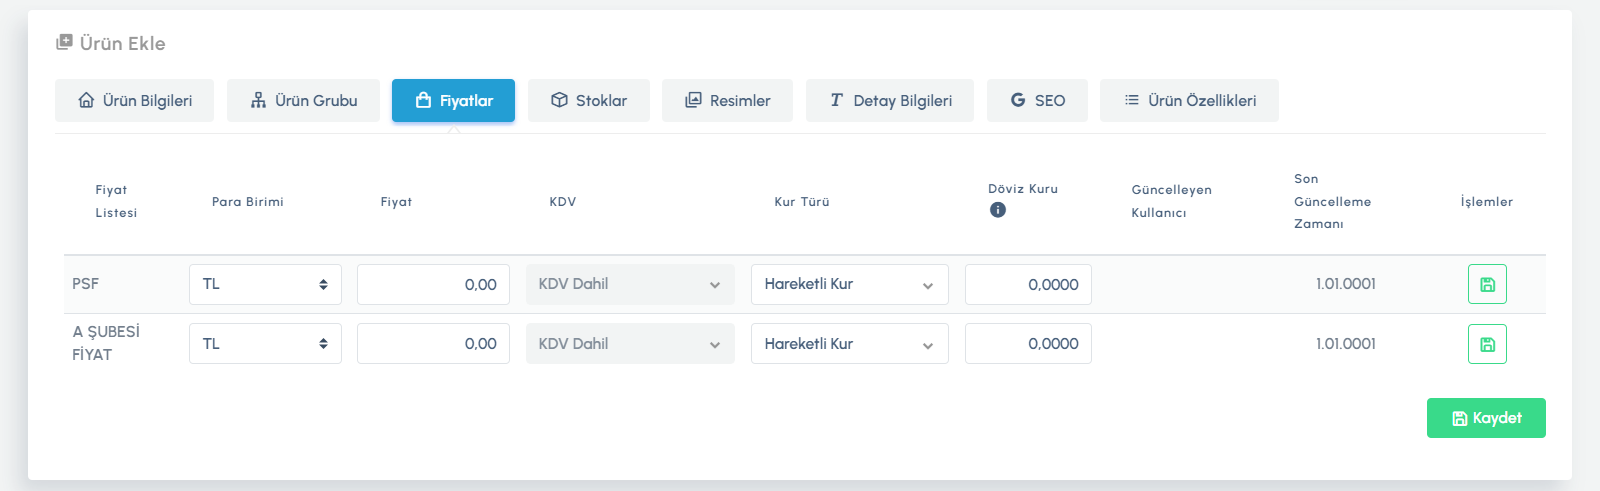 Ürün Ekle
Ürün Bilgileri Ürün Grubu Fiyatlar Stoklar Resimler Detay Bilgileri SEO Ürün Özellikleri
Fiyat Listesi Para Birimi Fiyat KDV Kur Türü Döviz Kuru Güncelleyen Kullanıcı Son Güncelleme Zamanı İşlemler
PSF TL 0,00 KDV Dahil Hareketli Kur 0,0000 1.01.0001
A ŞUBESİ FİYAT TL 0,00 KDV Dahil Hareketli Kur 0,0000 1.01.0001
Kaydet